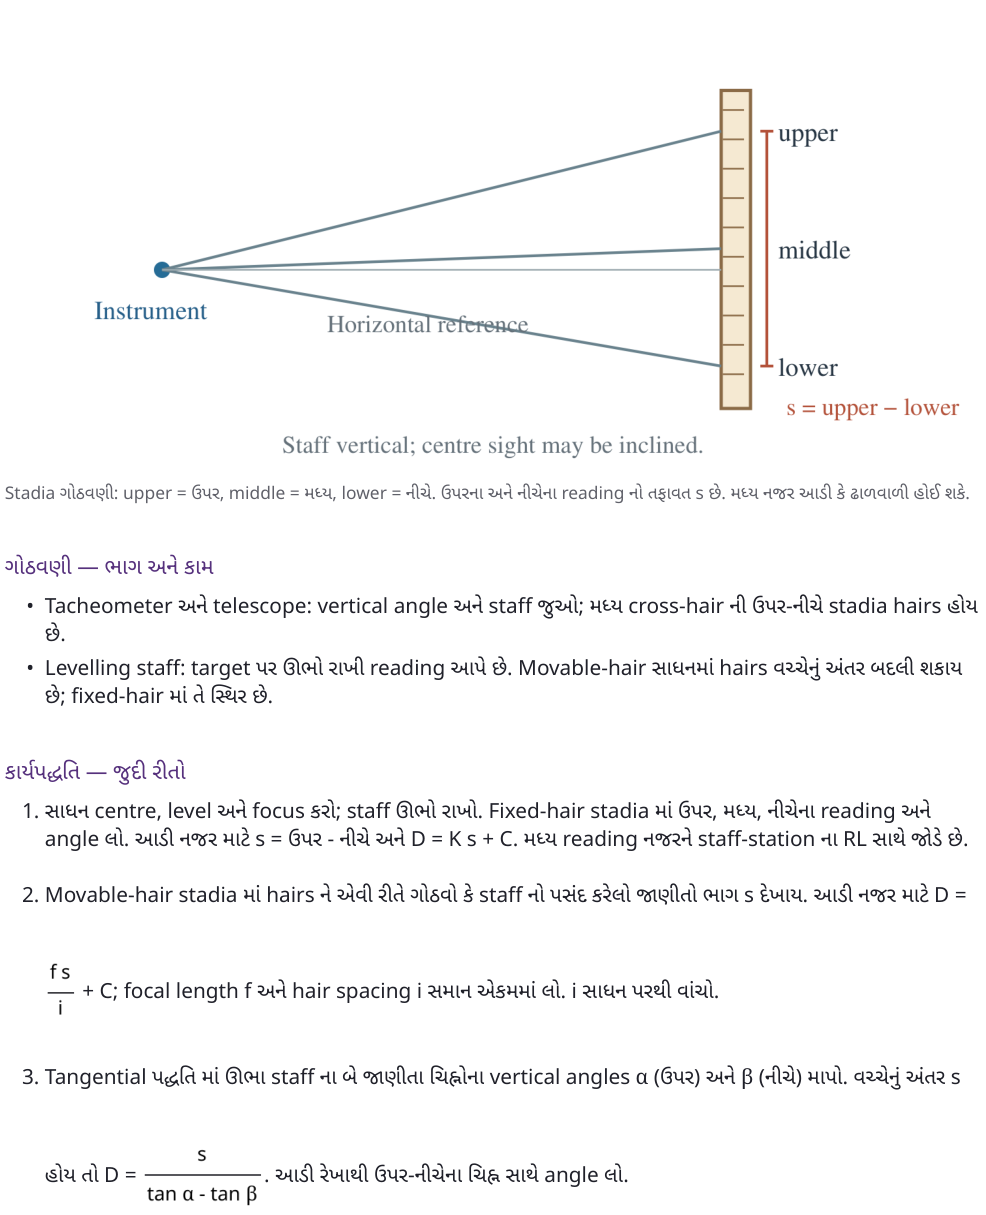 upper
middle
Instrument
Horizontal reference
lower
s = upper − lower
Staff vertical; centre sight may be inclined.
Stadia ગોઠવણી: upper = ઉપર, middle = મધ્ય, lower = નીચે. ઉપરના અને નીચેના reading નો તફાવત s છે. મધ્ય નજર આડી કે ઢાળવાળી હોઈ શકે.
ગોઠવણી — ભાગ અને કામ
• Tacheometer અને telescope: vertical angle અને staff જુઓ; મધ્ય cross-hair ની ઉપર-નીચે stadia hairs હોય
છે.
• Levelling staff: target પર ઊભો રાખી reading આપે છે. Movable-hair સાધનમાં hairs વચ્ચેનું અંતર બદલી શકાય
છે; fixed-hair માં તે સ્થિર છે.
કાર્યપદ્ધતિ — જુદી રીતો
1. સાધન centre, level અને focus કરો; staff ઊભો રાખો. Fixed-hair stadia માં ઉપર, મધ્ય, નીચેના reading અને
angle લો. આડી નજર માટે s = ઉપર - નીચે અને D = K s + C. મધ્ય reading નજરને staff-station ના RL સાથે જોડે છે.
2. Movable-hair stadia માં hairs ને એવી રીતે ગોઠવો કે staff નો પસંદ કરેલો જાણીતો ભાગ s દેખાય. આડી નજર માટે D =
f s
i
+ C; focal length f અને hair spacing i સમાન એકમમાં લો. i સાધન પરથી વાંચો.
3. Tangential પદ્ધતિ માં ઊભા staff ના બે જાણીતા ચિહ્નોના vertical angles α (ઉપર) અને β (નીચે) માપો. વચ્ચેનું અંતર s
હોય તો D =
s
tan α - tan β
. આડી રેખાથી ઉપર-નીચેના ચિહ્ન સાથે angle લો.